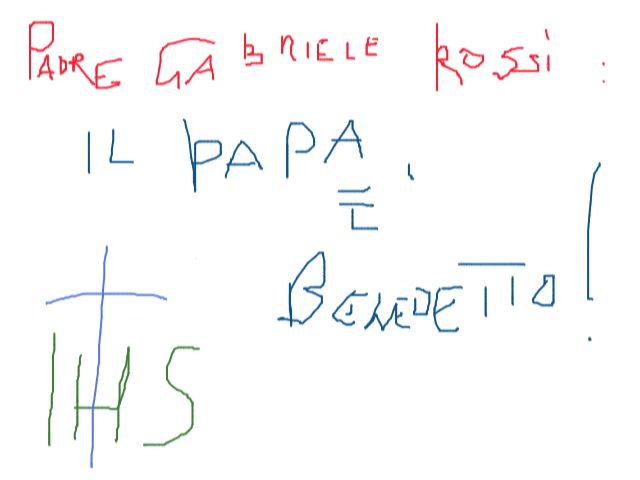 PADRE GABRIELE ROSSI:
IL PAPA
E'
BENEDETTO!
IHS